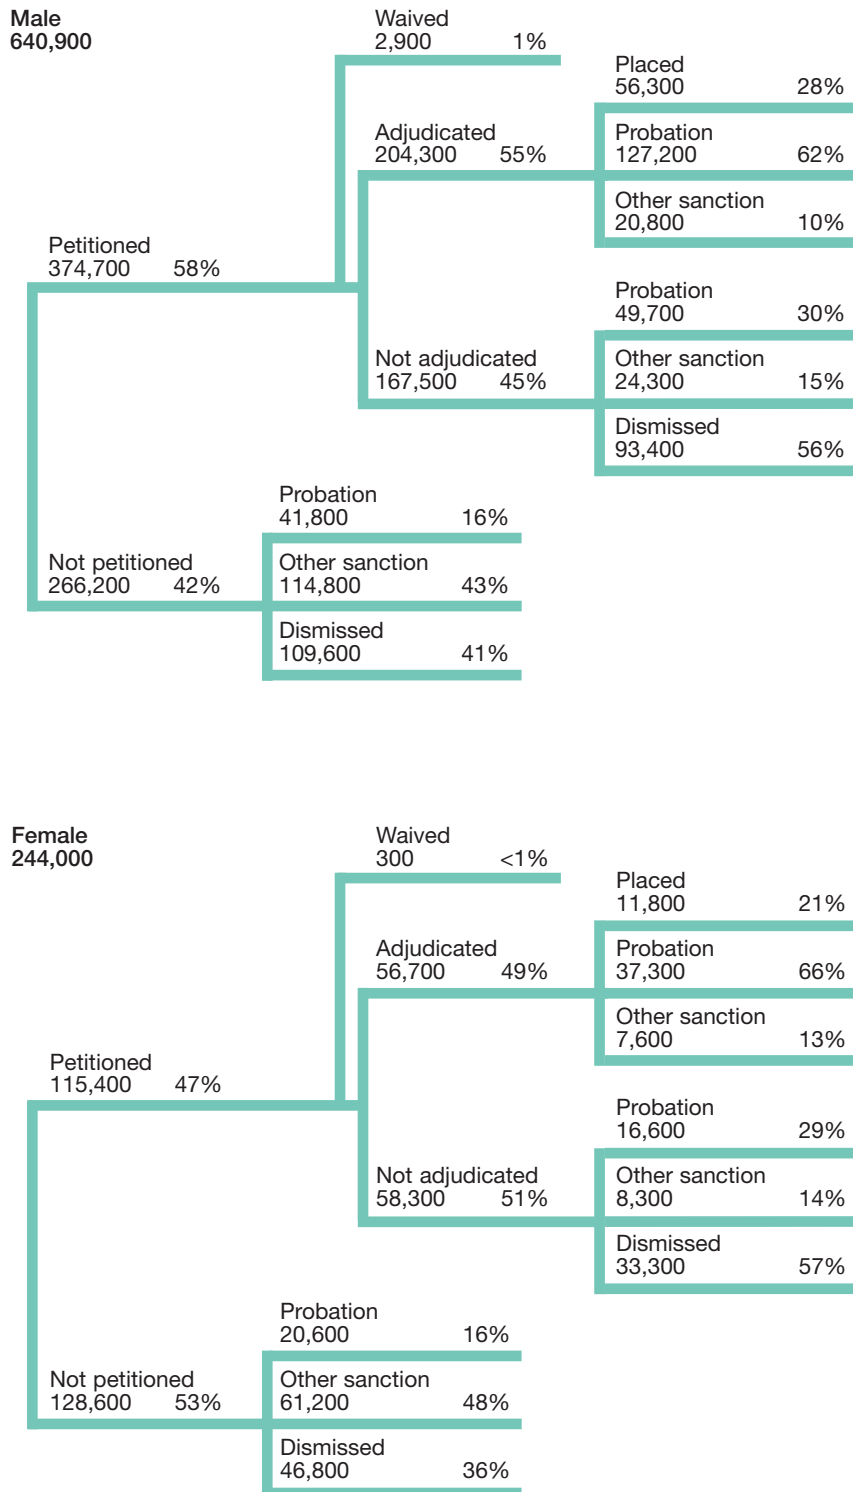 Male
640,900
Waived
2,900 1%
Placed
56,300 28%
Adjudicated
204,300 55%
Probation
127,200 62%
Other sanction
20,800 10%
Petitioned
374,700 58%
Probation
49,700 30%
Not adjudicated
167,500 45%
Other sanction
24,300 15%
Dismissed
93,400 56%
Probation
41,800 16%
Not petitioned
266,200 42%
Other sanction
114,800 43%
Dismissed
109,600 41%
Female
244,000
Waived
300 <1%
Placed
11,800 21%
Adjudicated
56,700 49%
Probation
37,300 66%
Other sanction
7,600 13%
Petitioned
115,400 47%
Probation
16,600 29%
Not adjudicated
58,300 51%
Other sanction
8,300 14%
Dismissed
33,300 57%
Probation
20,600 16%
Not petitioned
128,600 53%
Other sanction
61,200 48%
Dismissed
46,800 36%